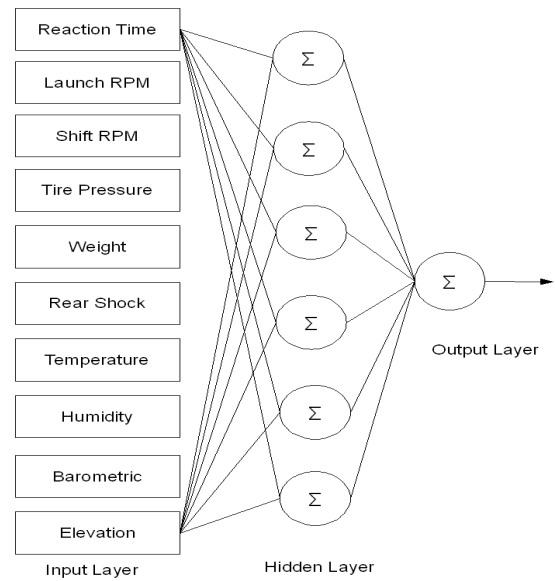 Reaction Time
Launch RPM
Shift RPM
Tire Pressure
Weight
Rear Shock
Temperature
Humidity
Barometric
Elevation
Input Layer
Σ
Σ
Σ
Σ
Σ
Σ
Hidden Layer
Σ
Output Layer